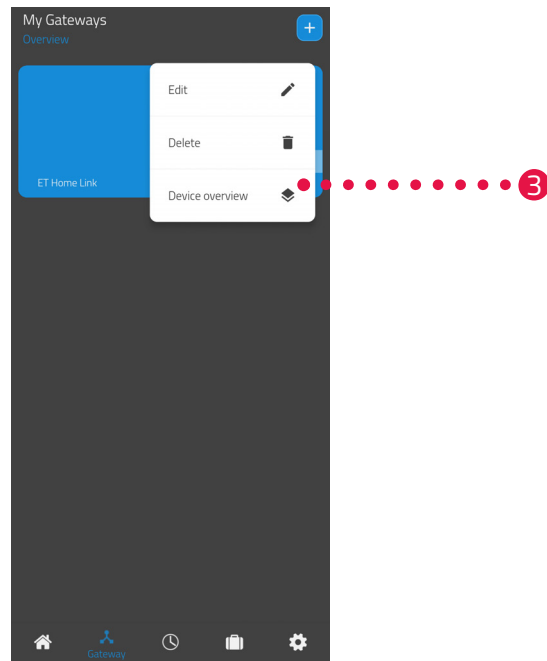 My Gateways
Overview
Edit
Delete
Device overview
ET Home Link
3
Gateway